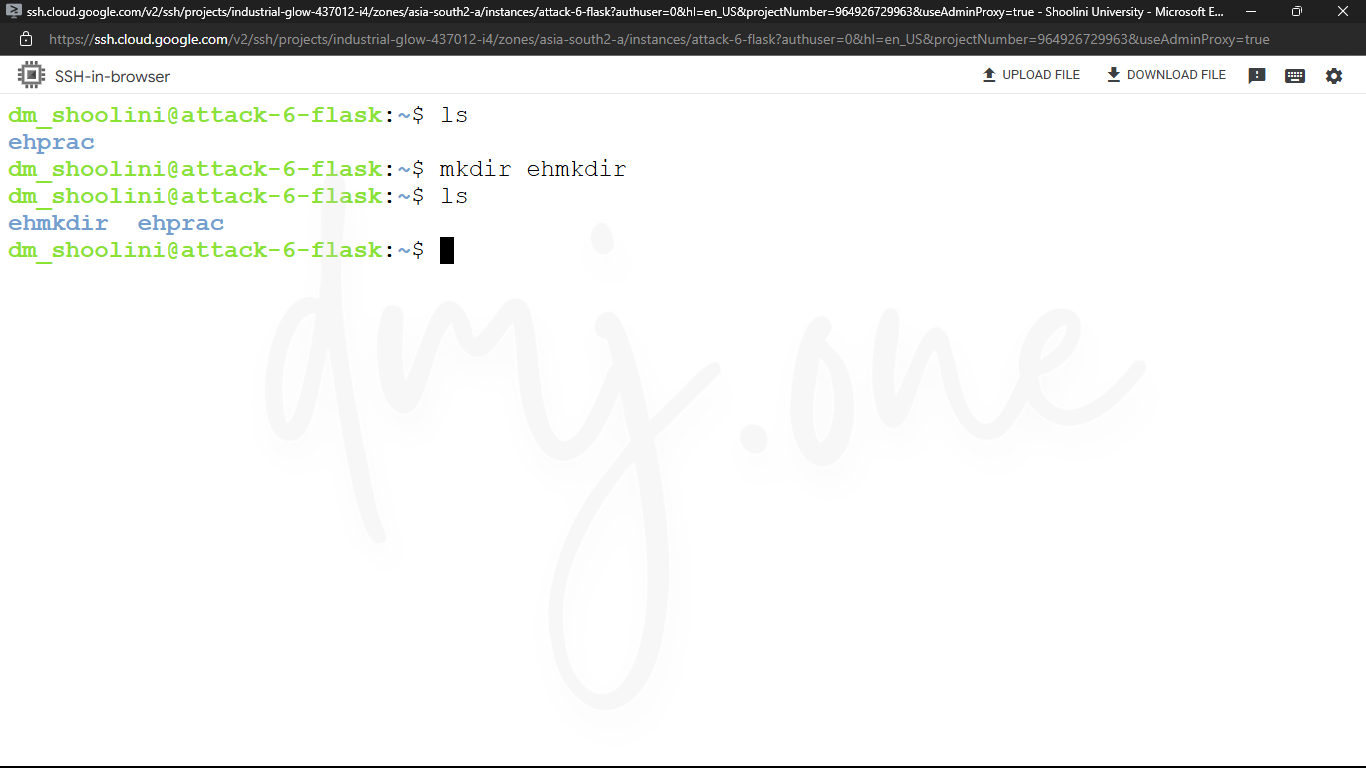 ssh.cloud.google.com/v2/ssh/projects/industrial-glow-437012-i4/zones/asia-south2-a/instances/attack-6-flask?authuser=0&hl=en_US&projectNumber=964926729963&useAdminProxy=true - Shoolini University - Microsoft E...
https://ssh.cloud.google.com/v2/ssh/projects/industrial-glow-437012-i4/zones/asia-south2-a/instances/attack-6-flask?authuser=0&hl=en_US&projectNumber=964926729963&useAdminProxy=true
SSH-in-browser UPLOAD FILE DOWNLOAD FILE
dm_shoolini@attack-6-flask:~$ ls
ehprac
dm_shoolini@attack-6-flask:~$ mkdir ehmkdir
dm_shoolini@attack-6-flask:~$ ls
ehmkdir  ehprac
dm_shoolini@attack-6-flask:~$
dmj.one